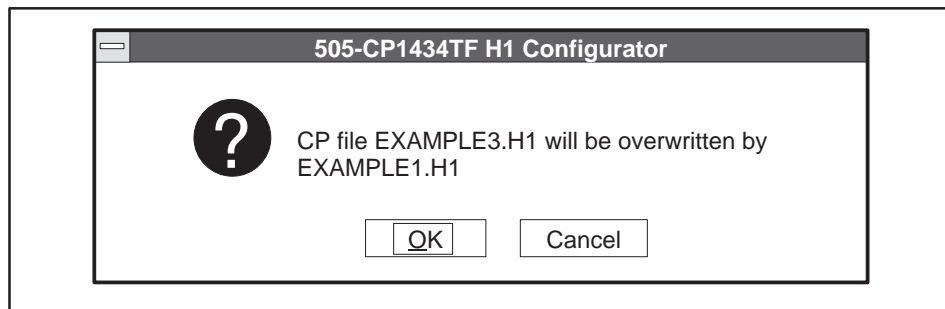 505-CP1434TF H1 Configurator
?
CP file EXAMPLE3.H1 will be overwritten by
EXAMPLE1.H1
OK Cancel